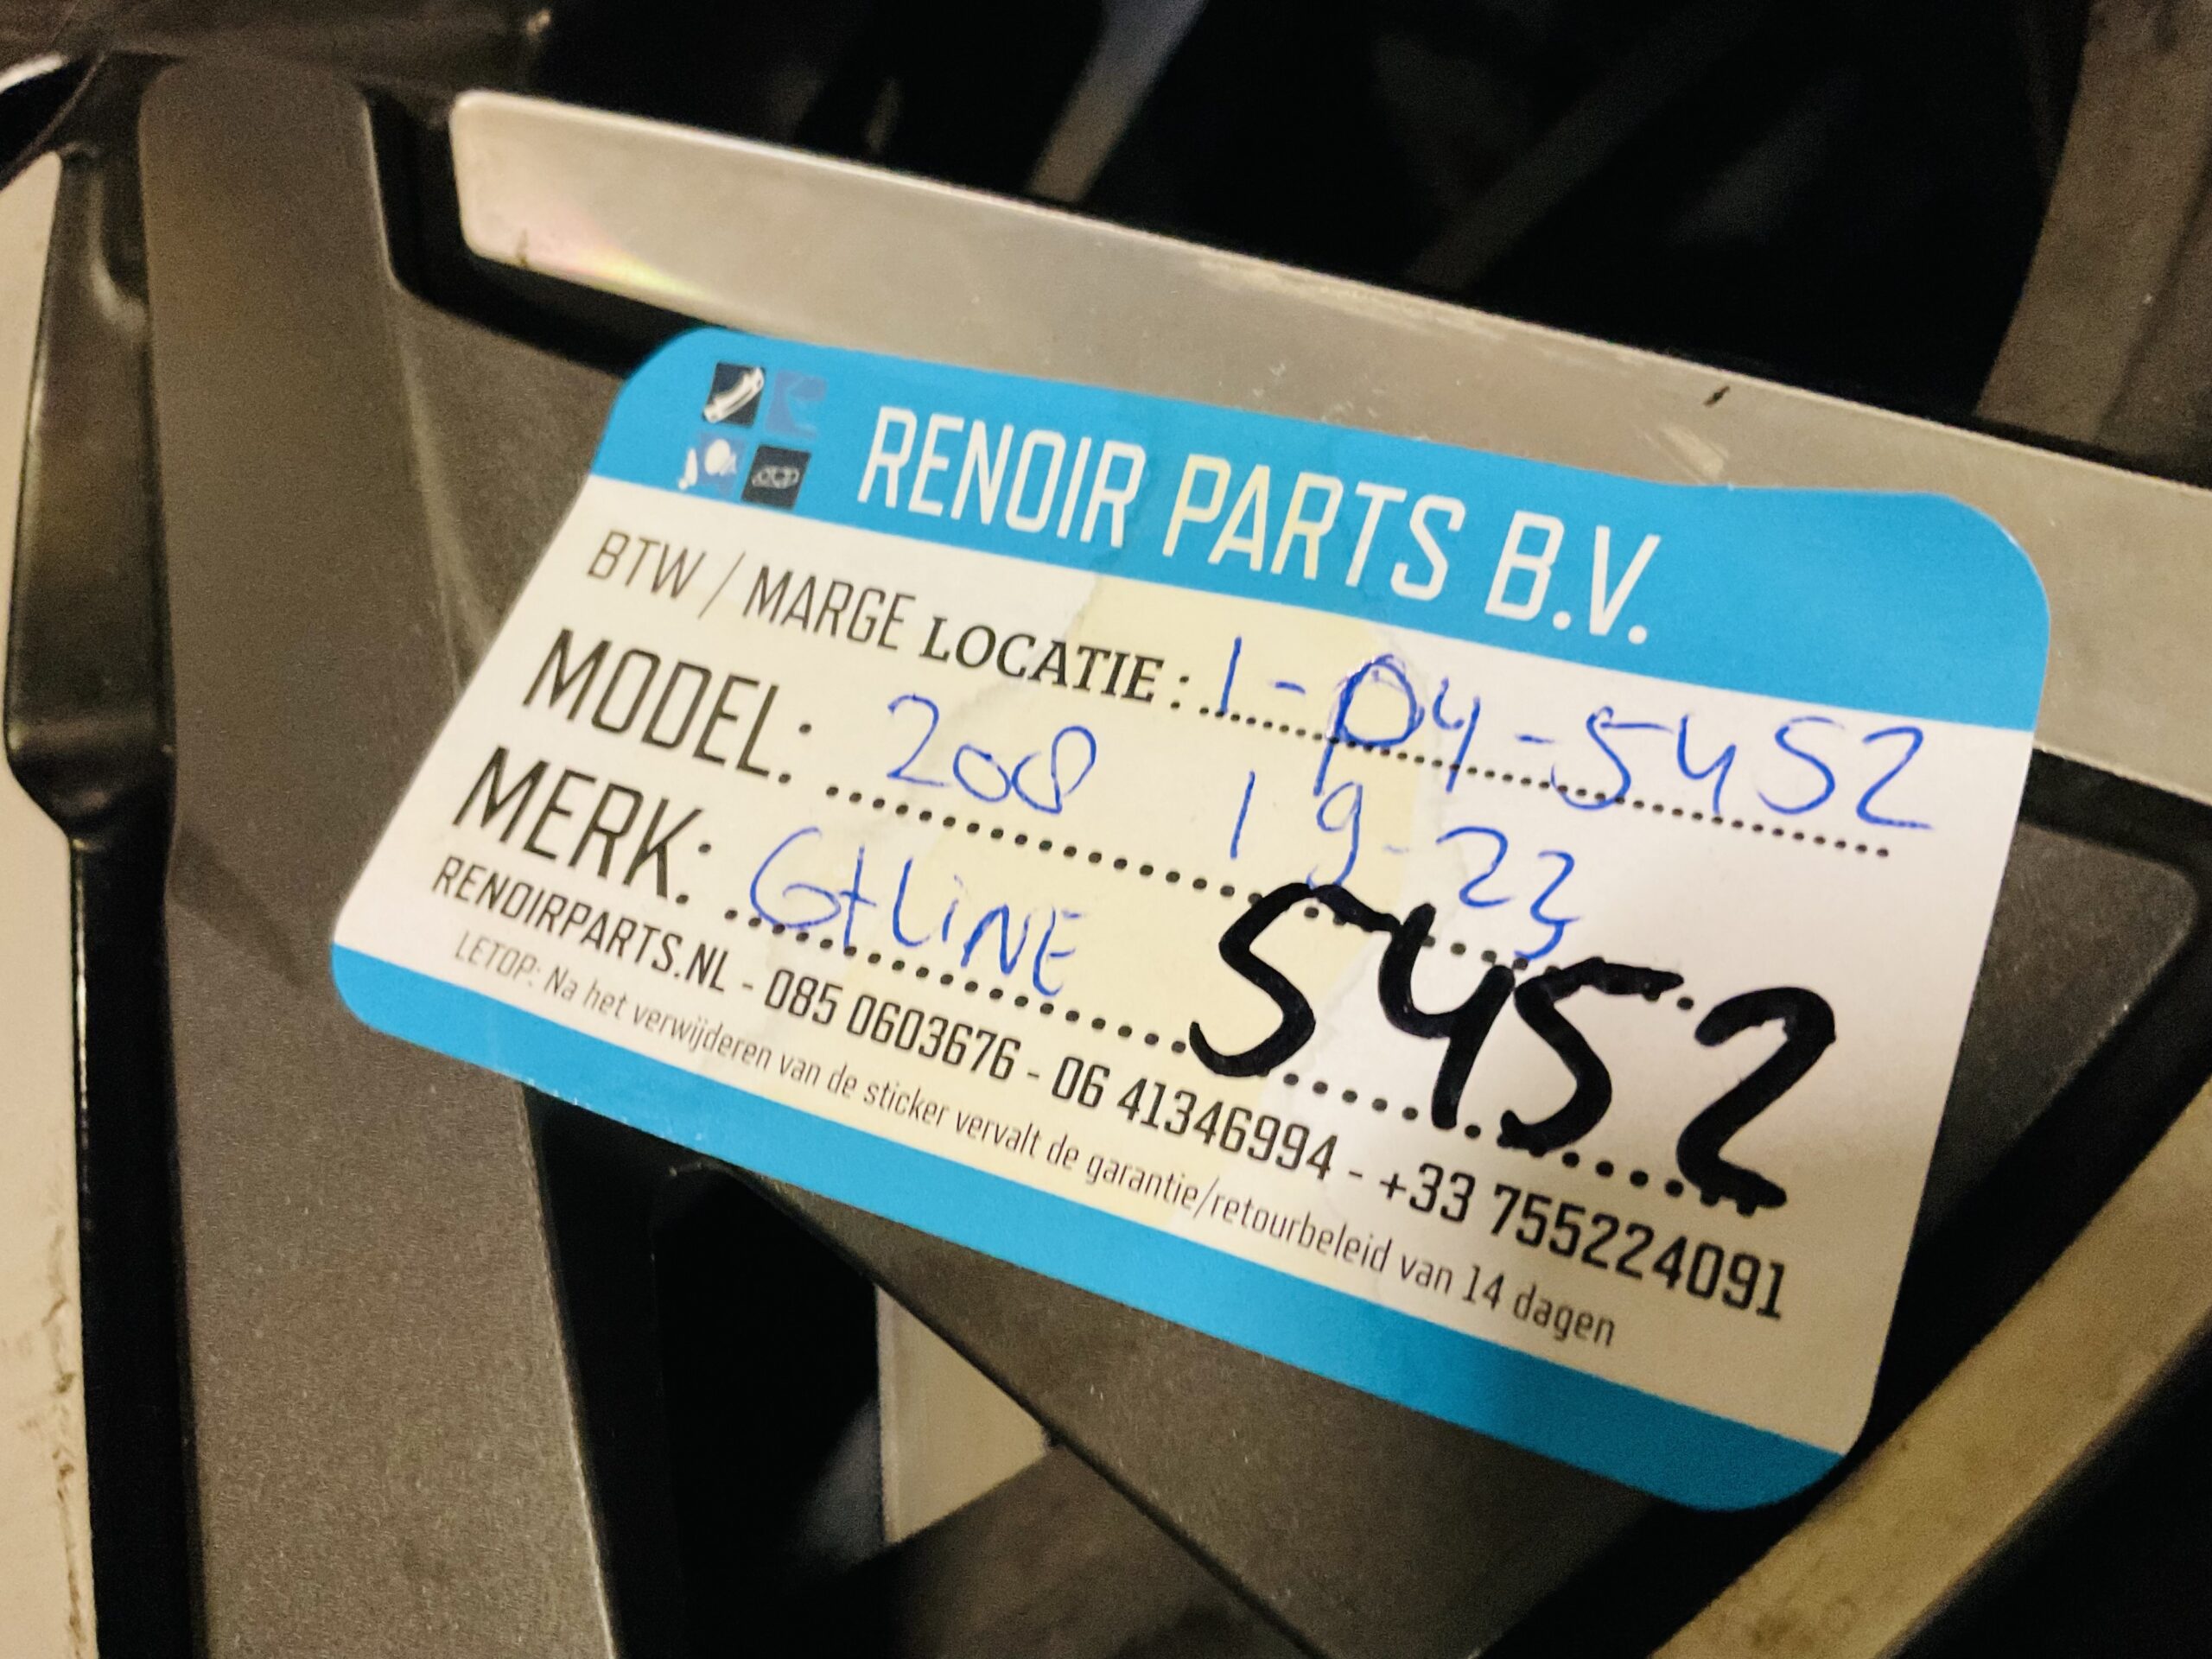 RENOIR PARTS B.V.
BTW / MARGE LOCATIE: 1-P4-5452
MODEL: 208 19-23
MERK: GtLiNE 5452
RENOIRPARTS.NL - 085 0603676 - 06 41346994 - +33 755224091
LETOP: Na het verwijderen van de sticker vervalt de garantie/retourbeleid van 14 dagen